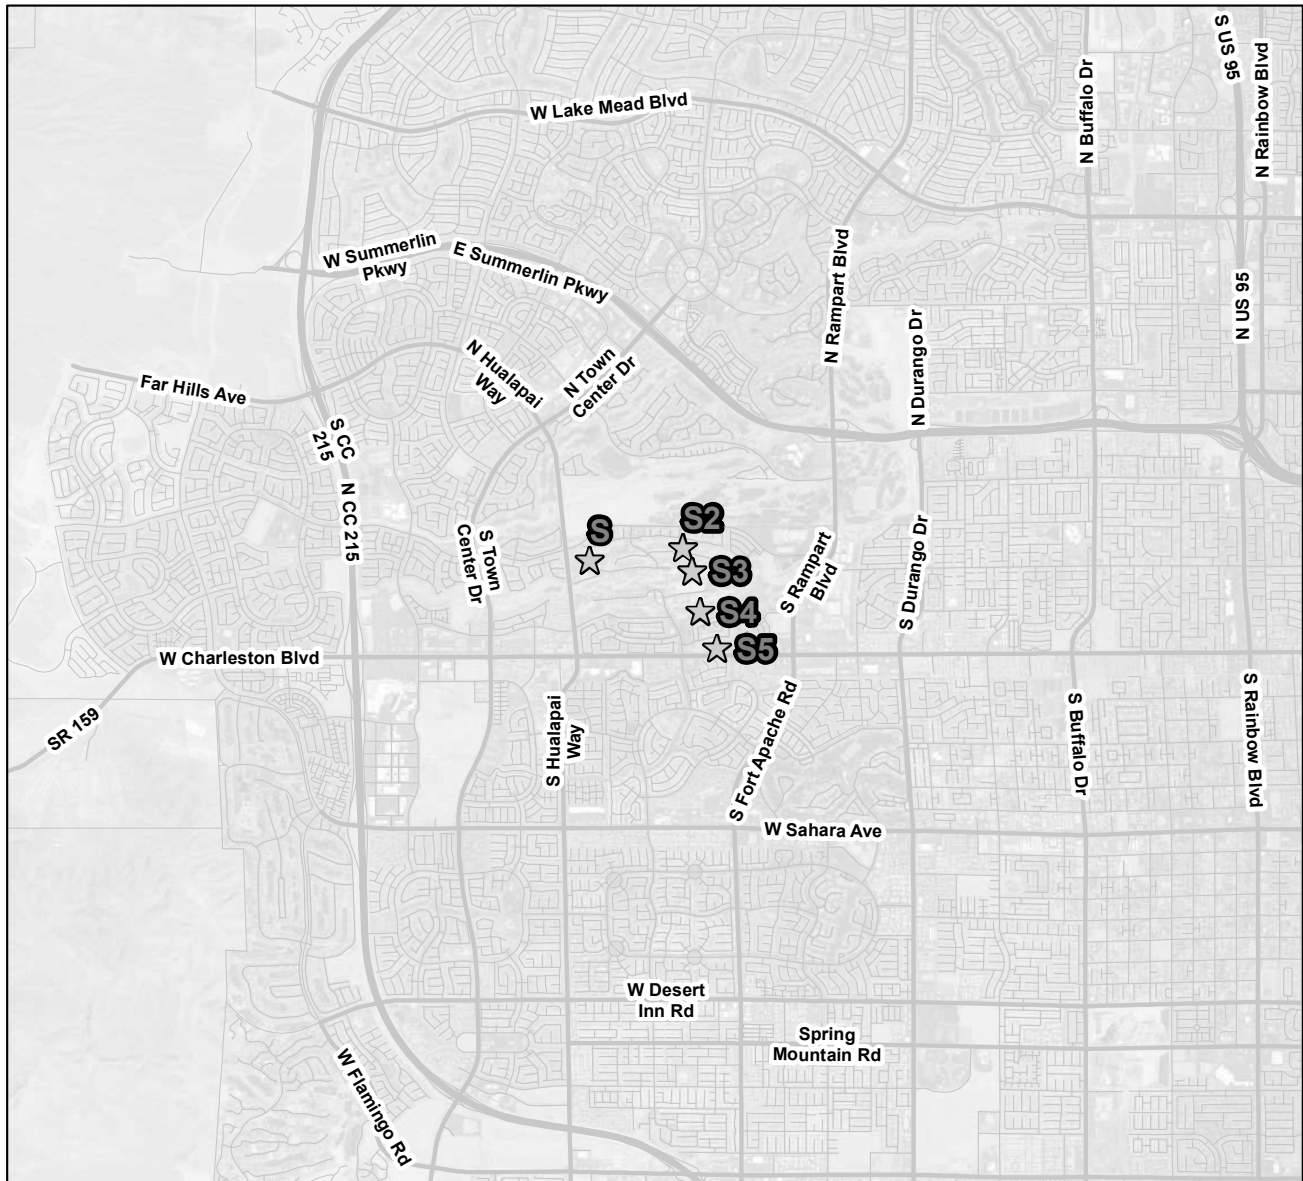 S US 95
N Rainbow Blvd
N Buffalo Dr
W Lake Mead Blvd
W Summerlin
Pkwy
E Summerlin Pkwy
N Rampart Blvd
N US 95
N Durango Dr
N Hualapai
Way
N Town
Center Dr
Far Hills Ave
S CC
215
N CC 215
S Town
Center Dr
S
S2
S3
S4
S5
S Rampart
Blvd
S Durango Dr
W Charleston Blvd
SR 159
S Hualapai
Way
S Fort Apache Rd
S Buffalo Dr
S Rainbow Blvd
W Sahara Ave
W Desert
Inn Rd
Spring
Mountain Rd
W Flamingo Rd